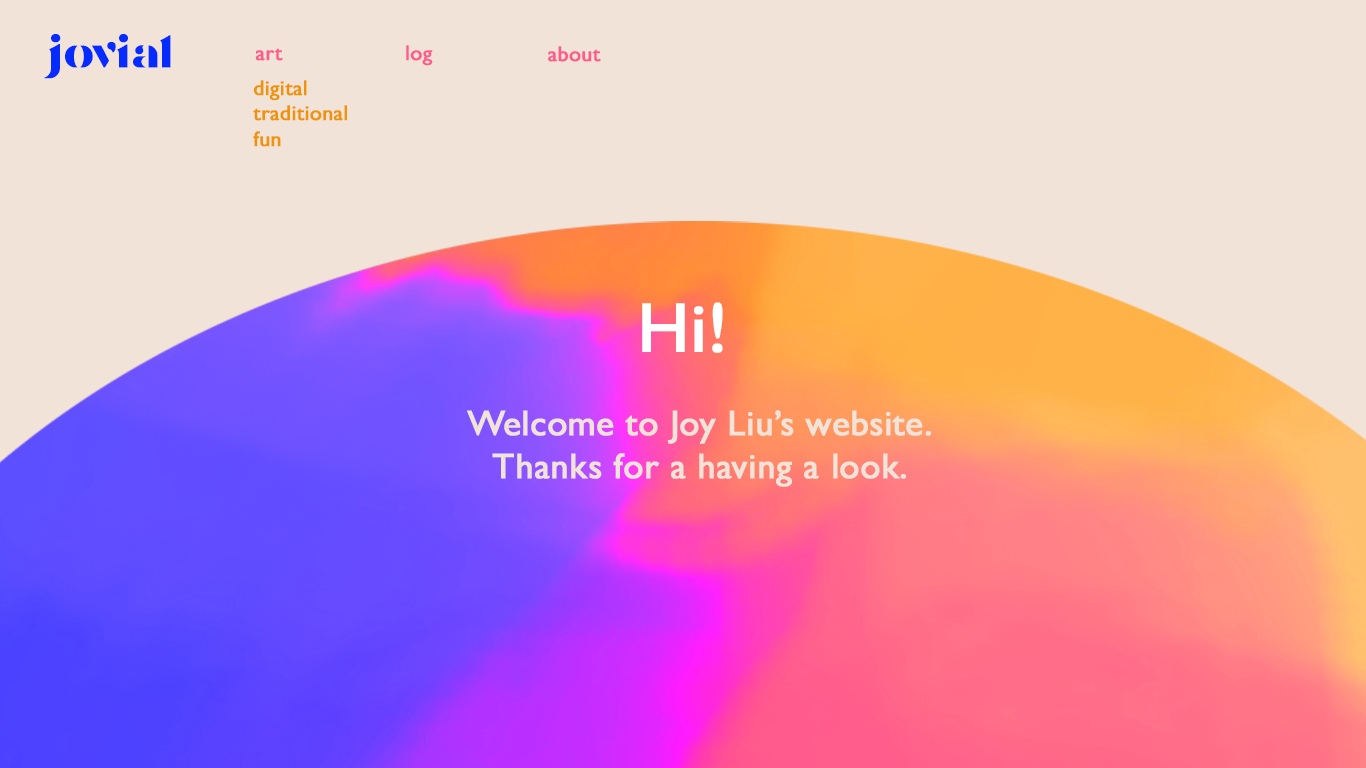 jovial
art
log
about
digital
traditional
fun
Hi!
Welcome to Joy Liu’s website.
Thanks for a having a look.